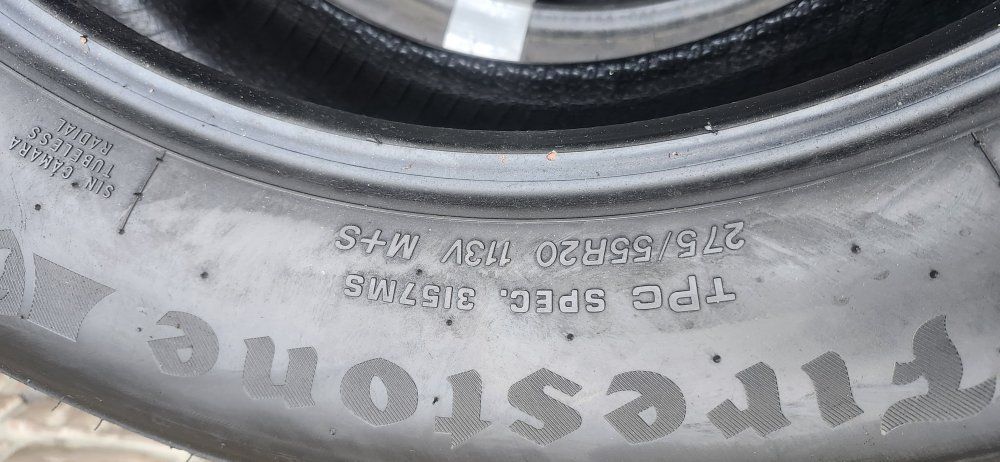 Firestone
TPC SPEC. 3157MS
275/55R20 113V M+S
SIN CÁMARA
TUBELESS
RADIAL